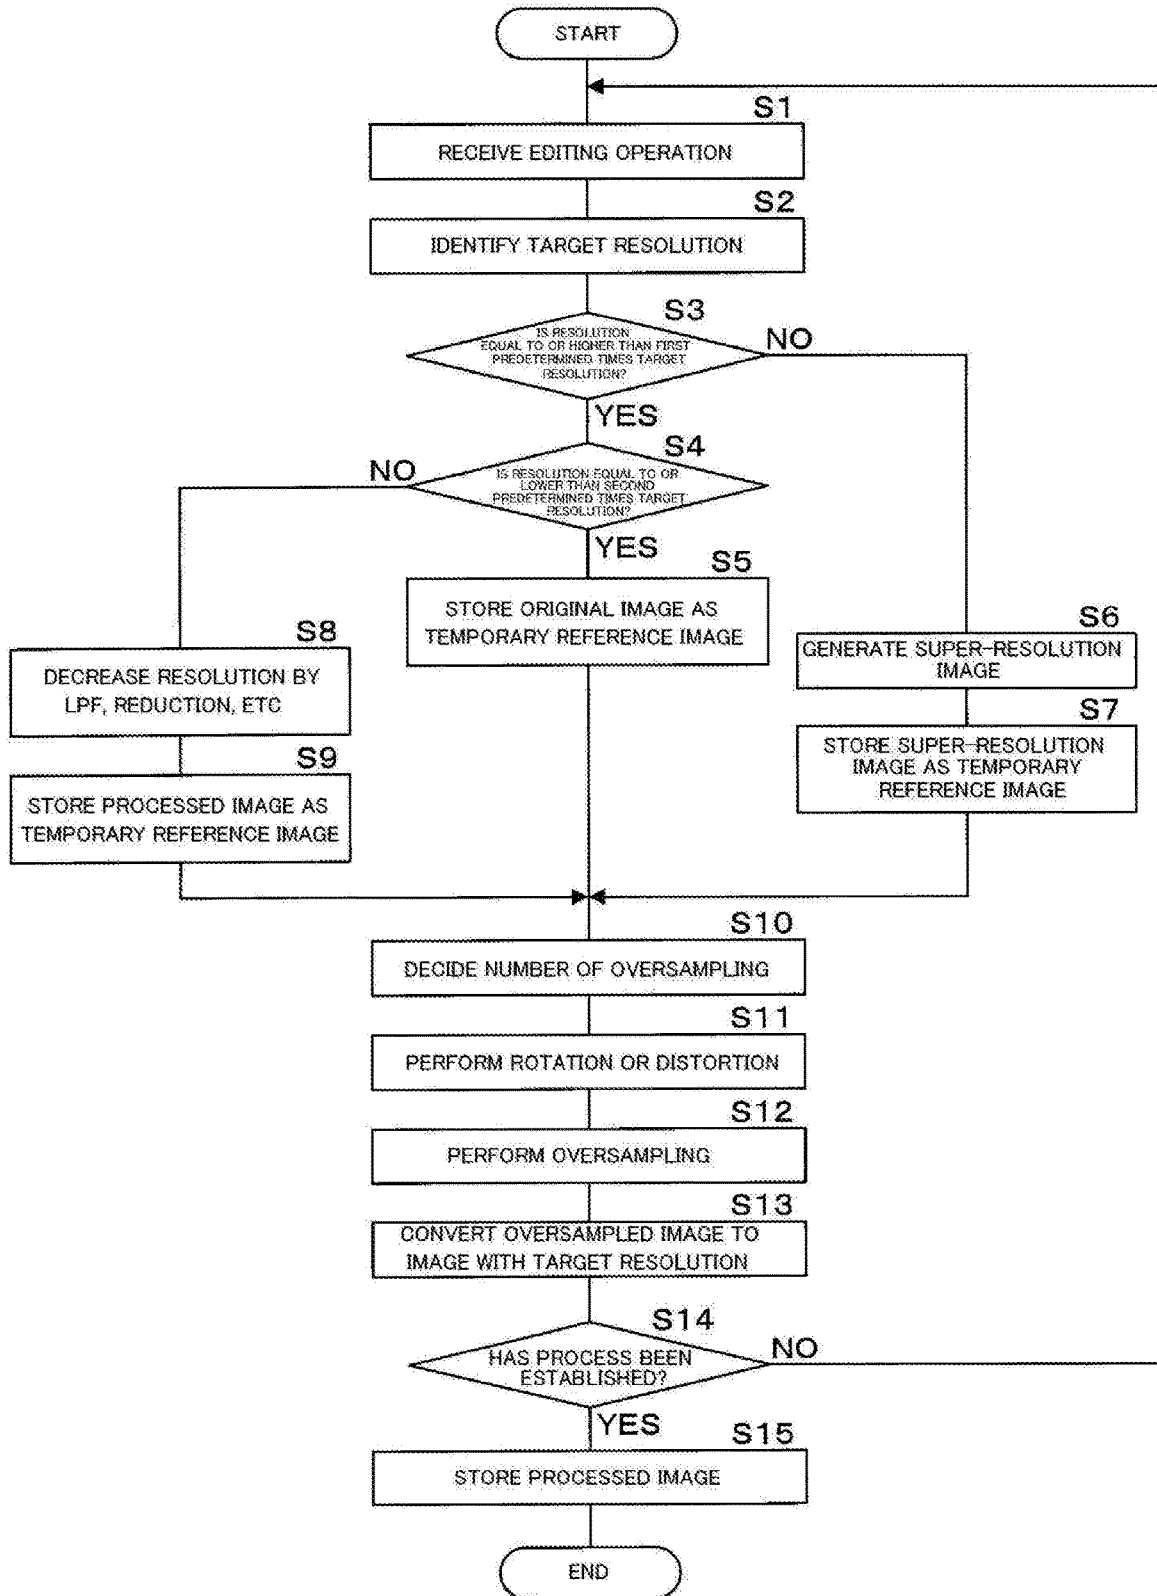 START
S1
RECEIVE EDITING OPERATION
S2
IDENTIFY TARGET RESOLUTION
S3
IS RESOLUTION
EQUAL TO OR HIGHER THAN FIRST
PREDETERMINED TIMES TARGET
RESOLUTION?
NO
YES
S4
IS RESOLUTION EQUAL TO OR
LOWER THAN SECOND
PREDETERMINED TIMES TARGET
RESOLUTION?
NO
YES
S5
STORE ORIGINAL IMAGE AS
TEMPORARY REFERENCE IMAGE
S6
GENERATE SUPER-RESOLUTION
IMAGE
S7
STORE SUPER-RESOLUTION
IMAGE AS TEMPORARY
REFERENCE IMAGE
S8
DECREASE RESOLUTION BY
LPF, REDUCTION, ETC
S9
STORE PROCESSED IMAGE AS
TEMPORARY REFERENCE IMAGE
S10
DECIDE NUMBER OF OVERSAMPLING
S11
PERFORM ROTATION OR DISTORTION
S12
PERFORM OVERSAMPLING
S13
CONVERT OVERSAMPLED IMAGE TO
IMAGE WITH TARGET RESOLUTION
S14
HAS PROCESS BEEN
ESTABLISHED?
NO
YES
S15
STORE PROCESSED IMAGE
END